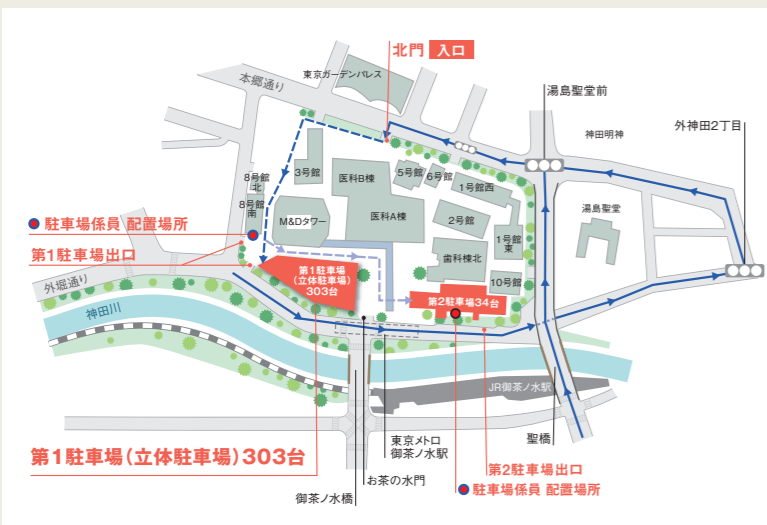 北門 入口
本郷通り
東京ガーデンパレス
湯島聖堂前
外神田2丁目
神田明神
3号館
医科B棟
5号館
6号館
1号館西
8号館
北
8号館
南
M&Dタワー
医科A棟
2号館
湯島聖堂
1号館
東
歯科棟北
10号館
駐車場係員 配置場所
第1駐車場出口
第1駐車場
(立体駐車場)
303台
第2駐車場34台
外堀通り
神田川
JR御茶ノ水駅
第1駐車場(立体駐車場)303台
東京メトロ
御茶ノ水駅
聖橋
お茶の水門
御茶ノ水橋
第2駐車場出口
駐車場係員 配置場所